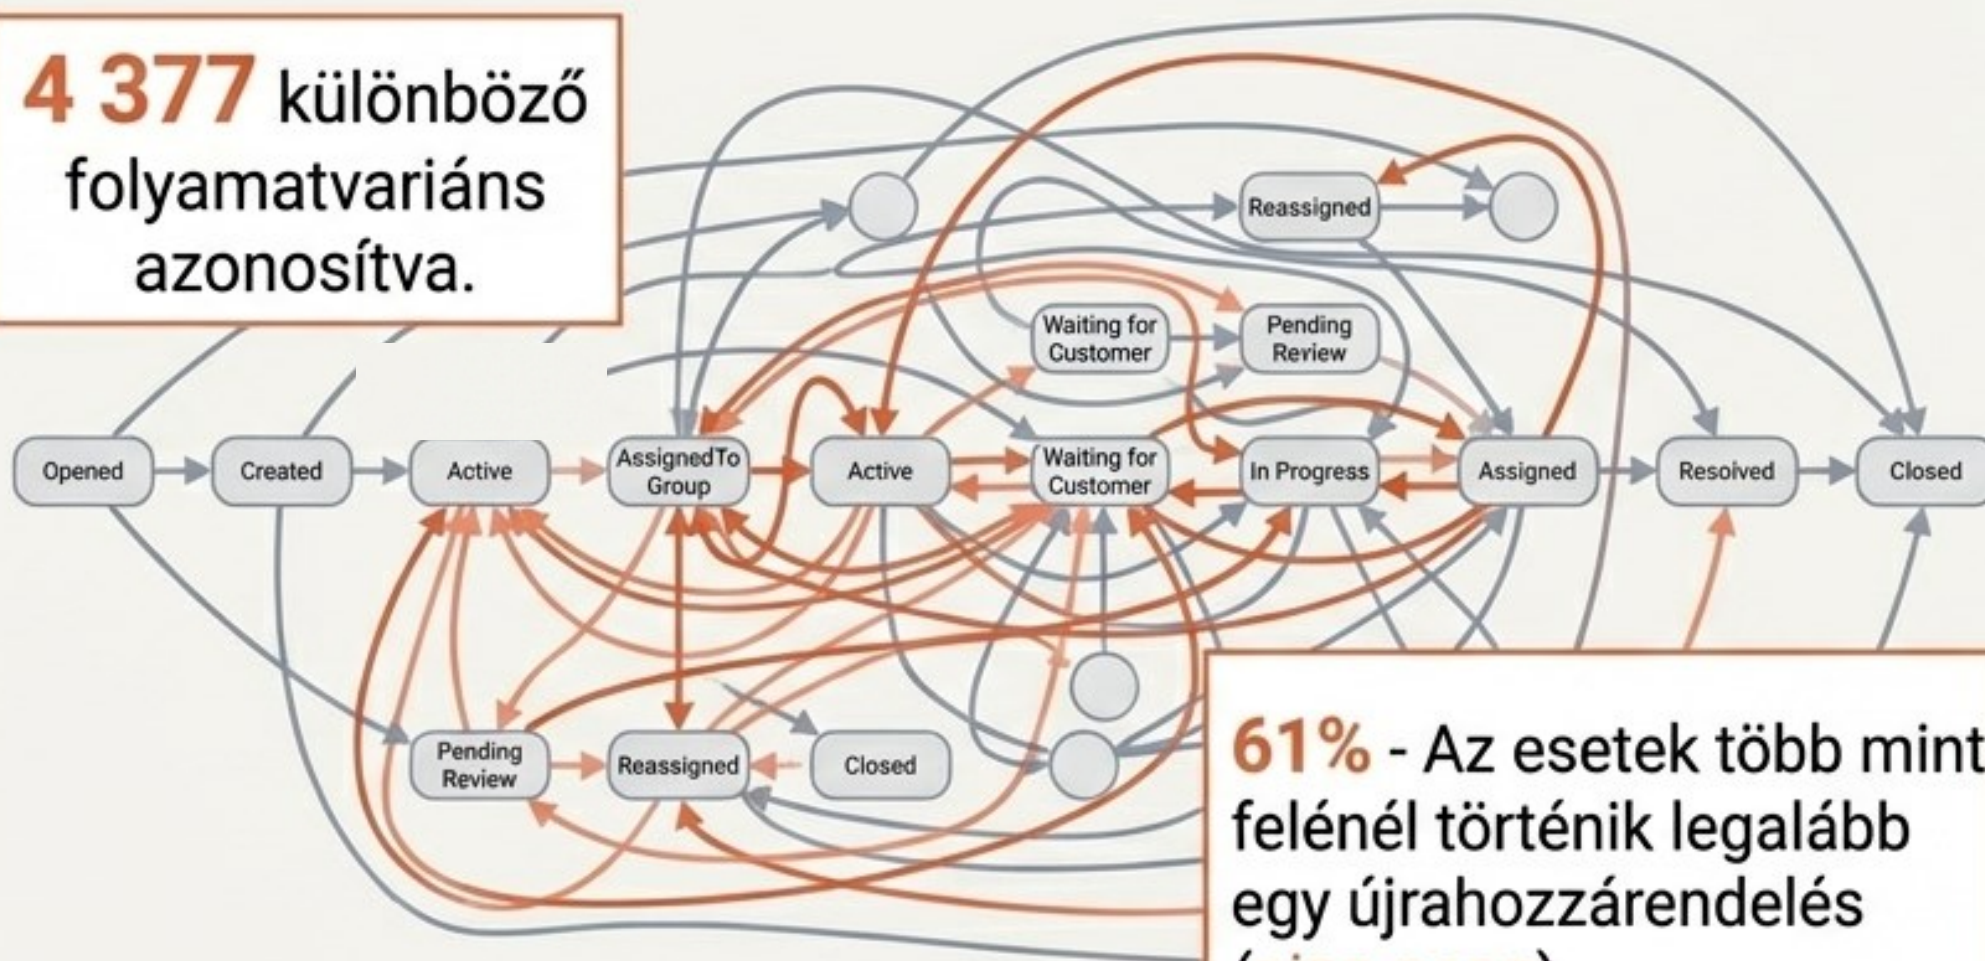 4 377 különböző
folyamatvariáns
azonosítva.
Reassigned
Waiting for
Customer
Pending
Review
Opened
Created
Active
AssignedTo
Group
Active
Waiting for
Customer
In Progress
Assigned
Resoived
Closed
Pending
Review
Reassigned
Closed
61% - Az esetek több mint
felénél történik legalább
egy újrahozzárendelés